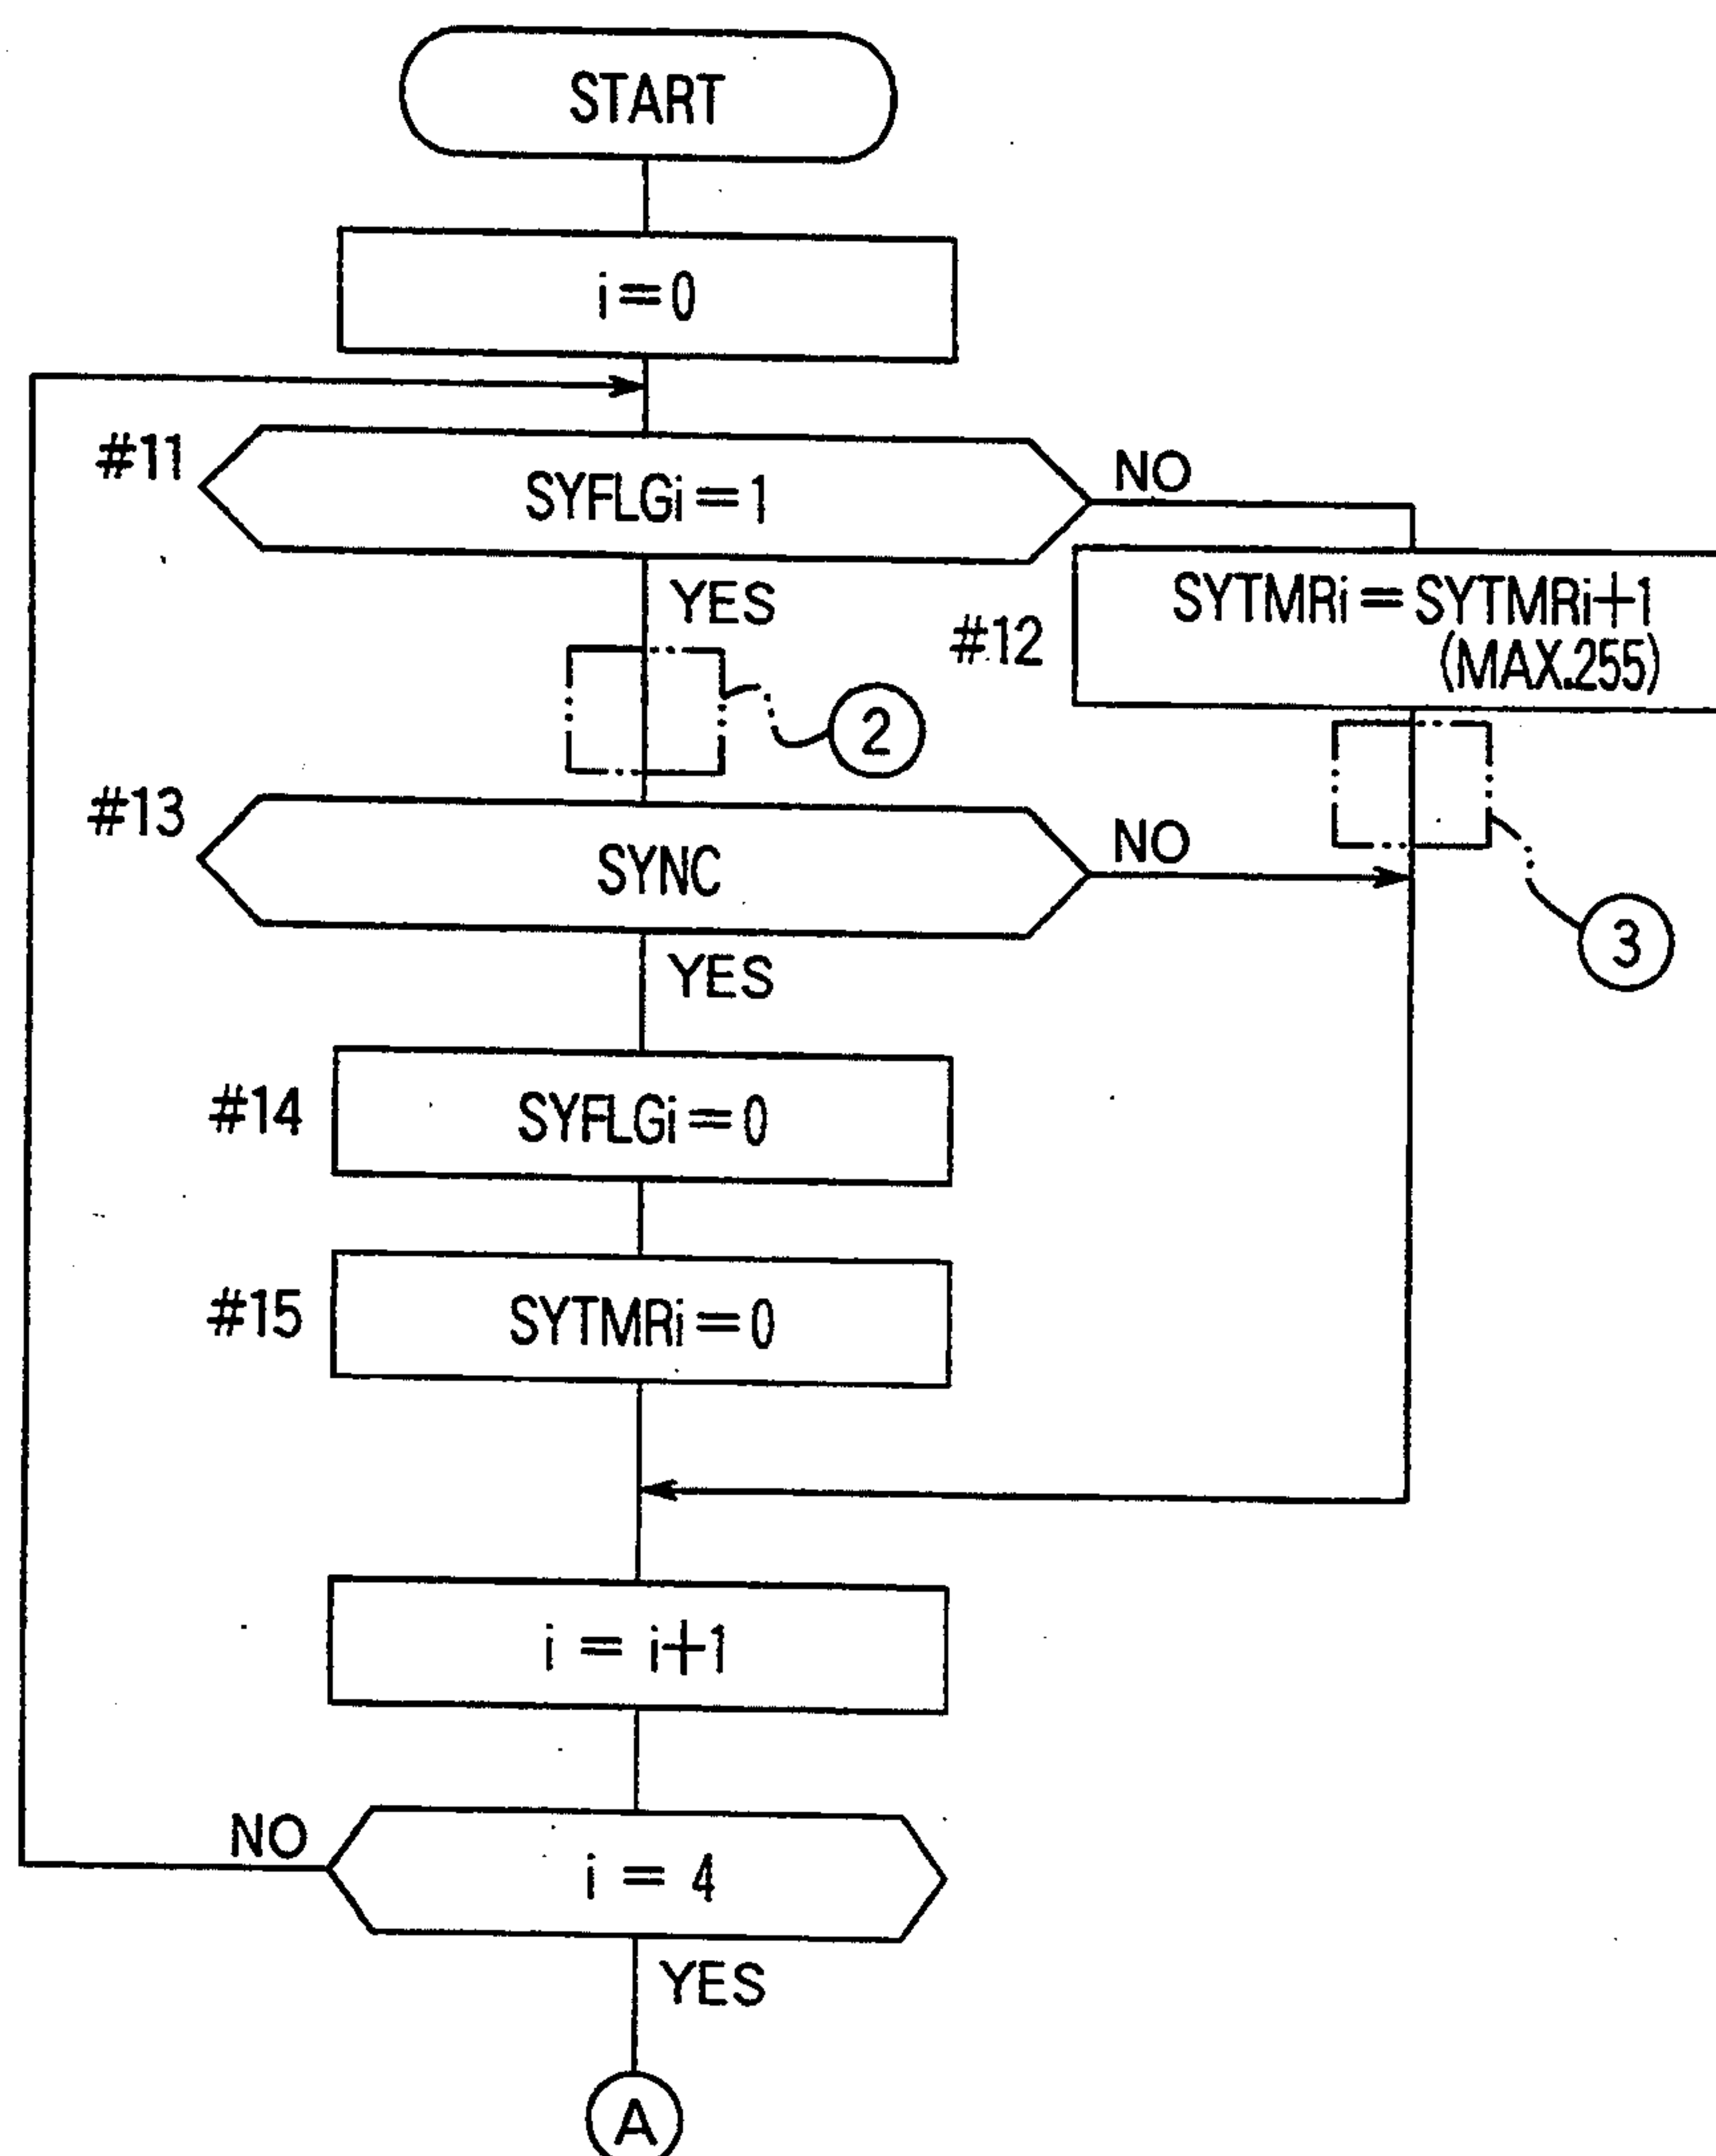 START
i=0
#11
SYFLGi=1
NO
YES
#12
SYTMRi=SYTMRi+1
(MAX.255)
2
#13
SYNC
NO
3
YES
#14
SYFLGi=0
#15
SYTMRi=0
i = i+1
NO
i = 4
YES
A